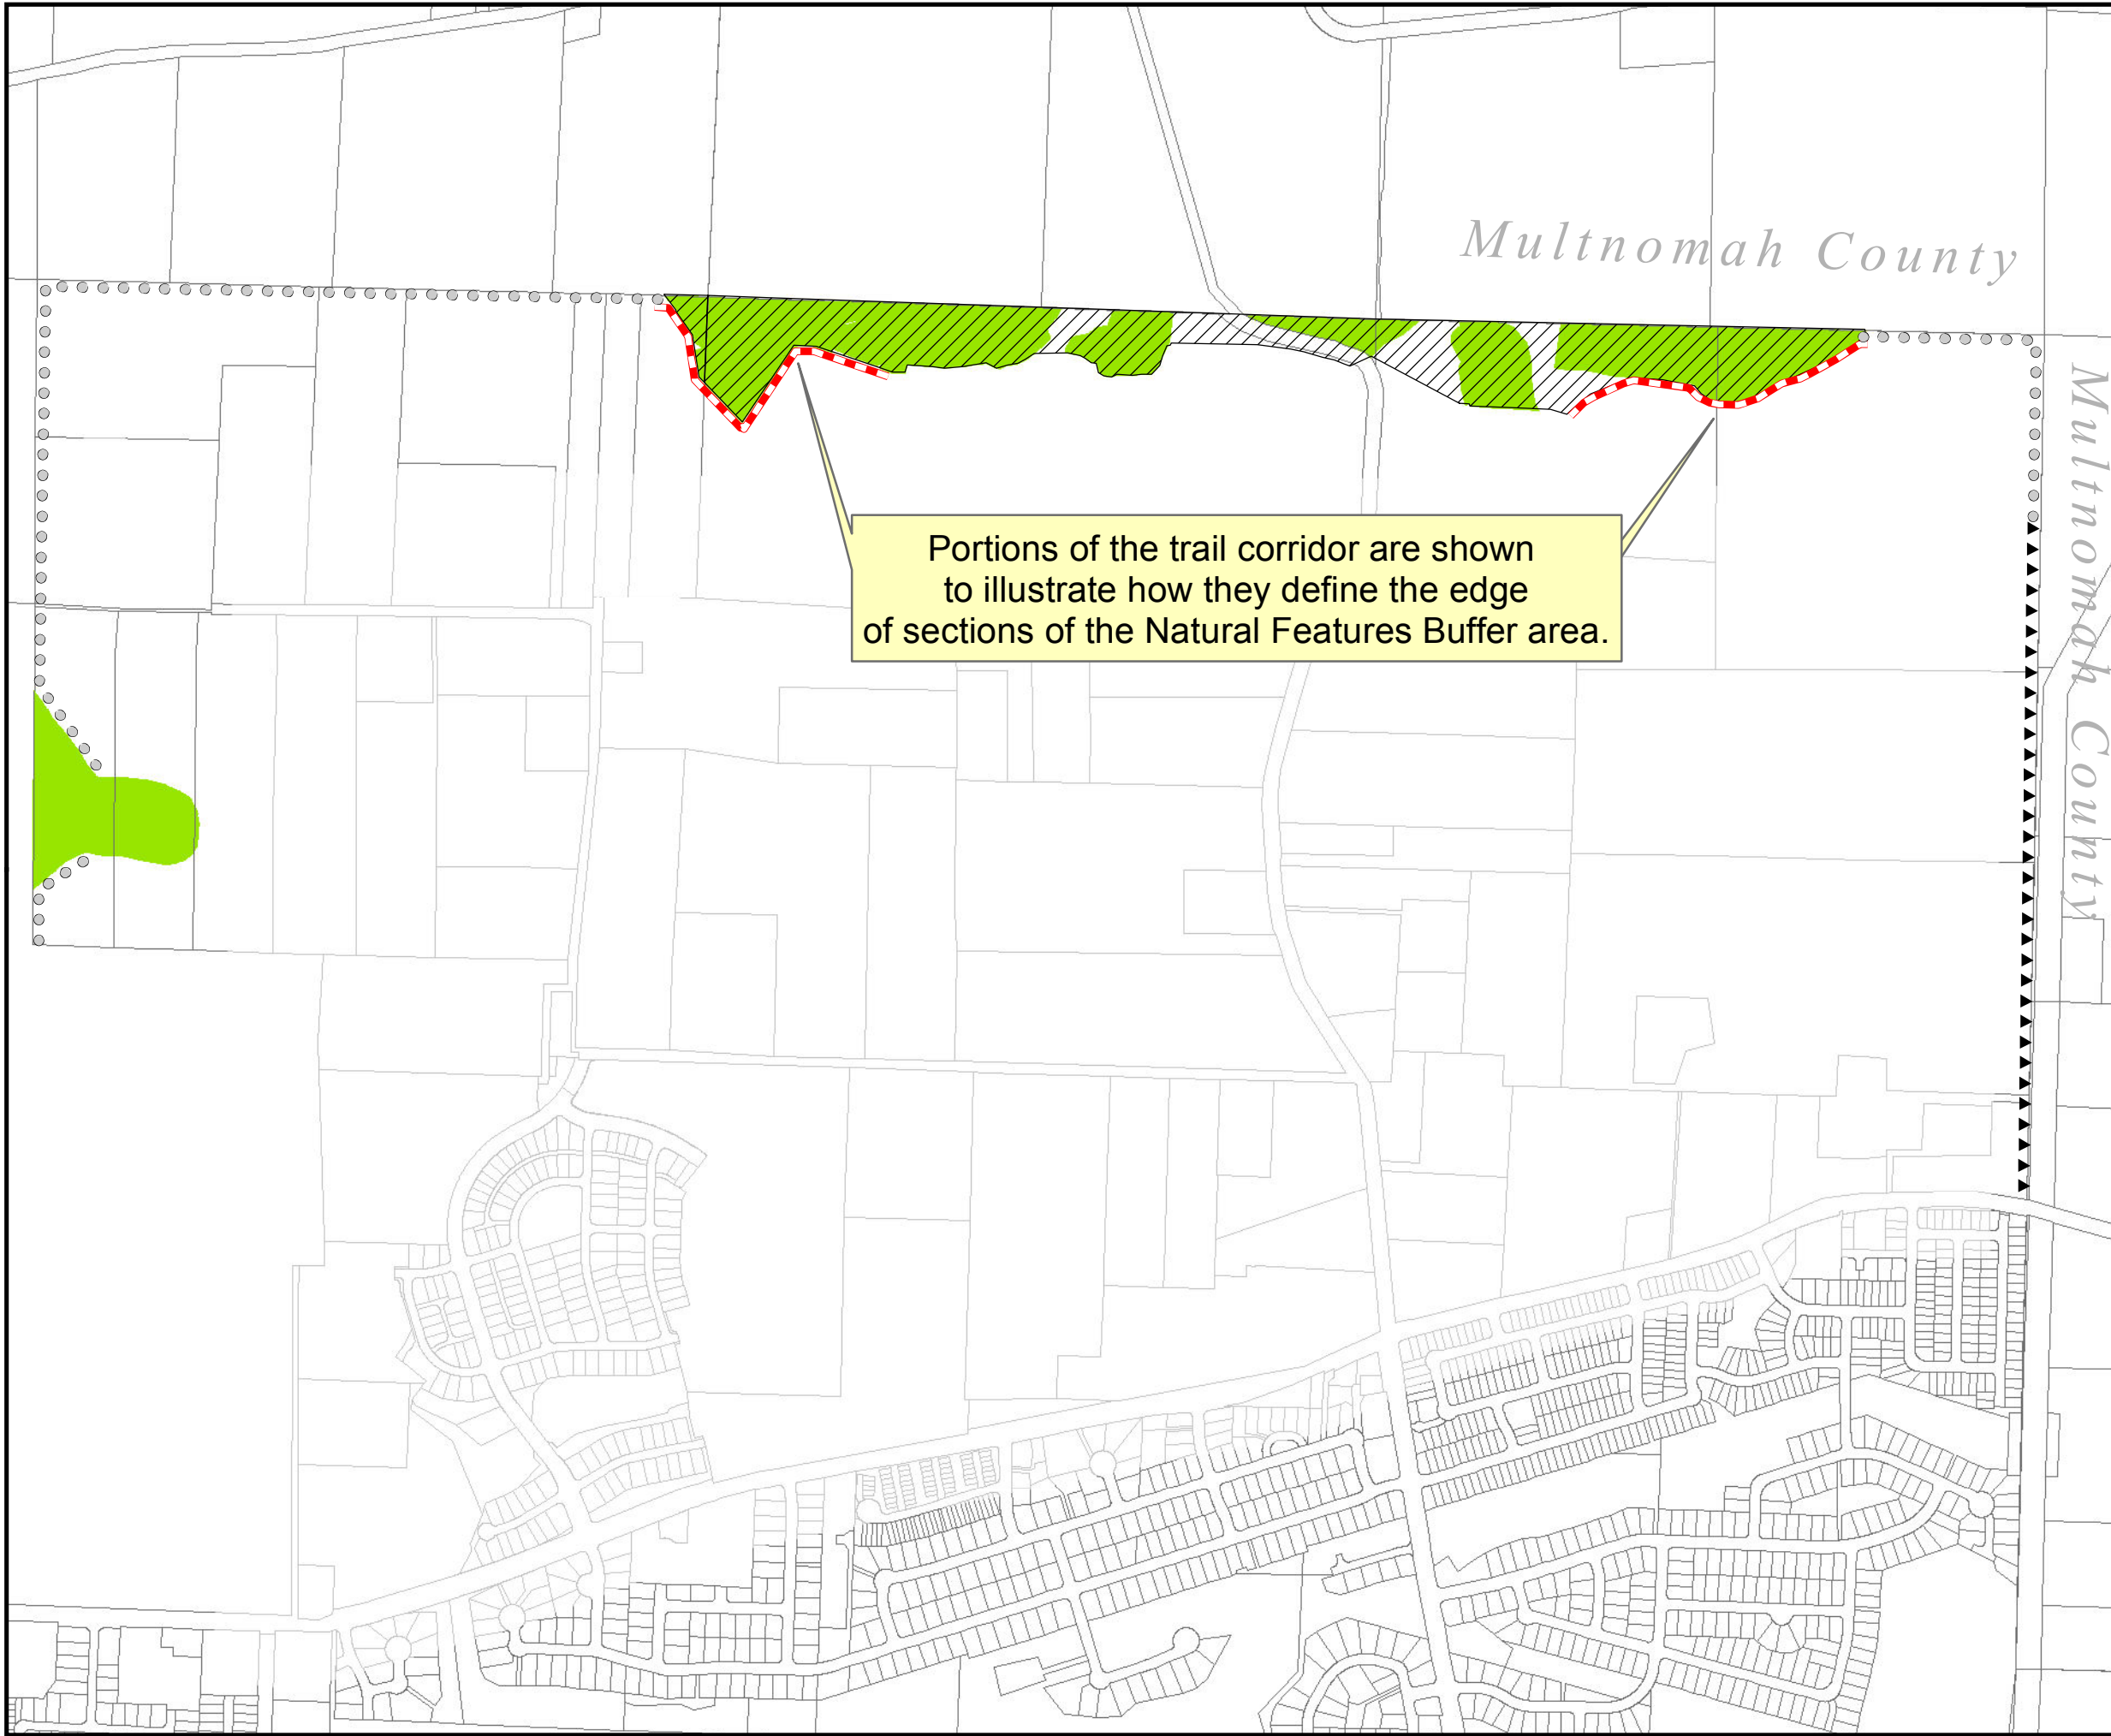 Multnomah County
Multnomah County
Portions of the trail corridor are shown
to illustrate how they define the edge
of sections of the Natural Features Buffer area.